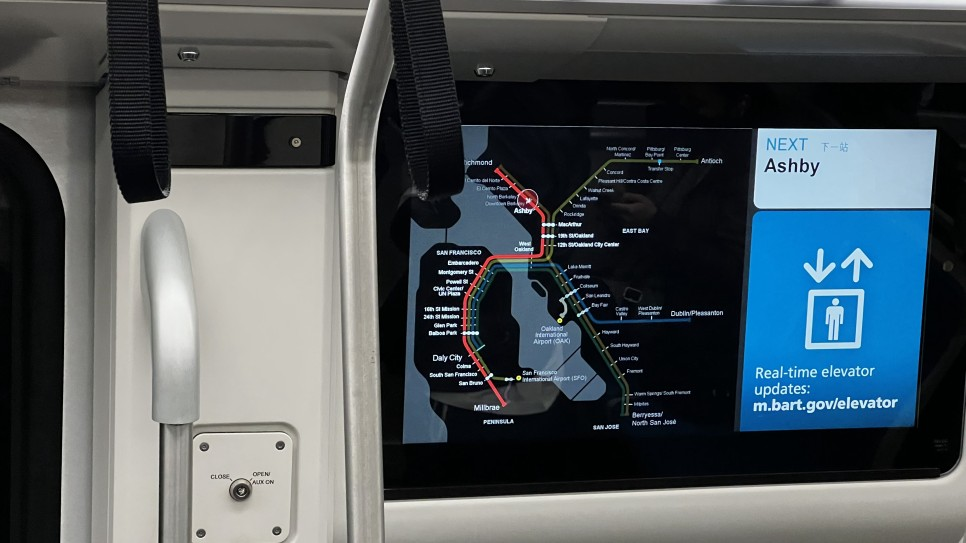 Richmond
El Cerrito del Norte
El Cerrito Plaza
North Berkeley
Downtown Berkeley
Ashby
North Concord/
Martinez
Pittsburg/
Bay Point
Pittsburg
Center
Transfer Stop
Antioch
Concord
Pleasant Hill/Contra Costa Centre
Walnut Creek
Lafayette
Orinda
Rockridge
MacArthur
19th St/Oakland
12th St/Oakland City Center
EAST BAY
West
Oakland
SAN FRANCISCO
Embarcadero
Montgomery St
Powell St
Civic Center/
UN Plaza
16th St Mission
24th St Mission
Glen Park
Balboa Park
Daly City
Colma
South San Francisco
San Bruno
Millbrae
PENINSULA
San Francisco
International Airport (SFO)
Lake Merritt
Fruitvale
Coliseum
San Leandro
Bay Fair
Oakland
International
Airport (OAK)
Castro
Valley
West Dublin/
Pleasanton
Dublin/Pleasanton
Hayward
South Hayward
Union City
Fremont
Warm Springs/South Fremont
Milpitas
Berryessa/
North San José
SAN JOSE
NEXT 下一站
Ashby
Real-time elevator
updates:
m.bart.gov/elevator
CLOSE
OPEN/
AUX ON